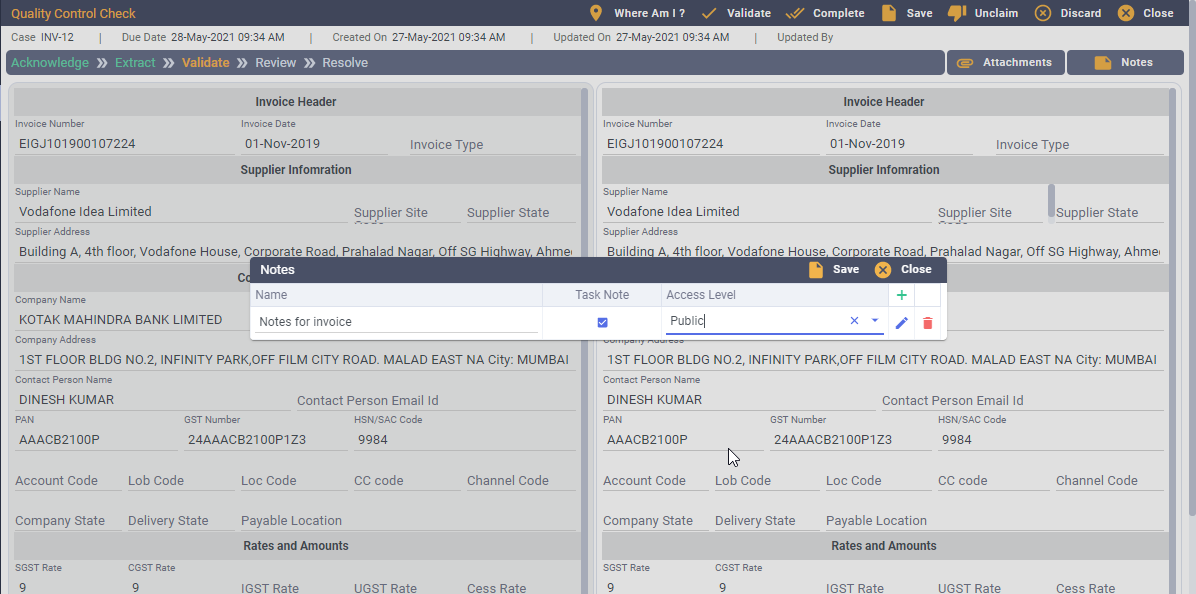 Quality Control Check Where Am I ? Validate Complete Save Unclaim Discard Close
Case INV-12 | Due Date 28-May-2021 09:34 AM | Created On 27-May-2021 09:34 AM | Updated On 27-May-2021 09:34 AM | Updated By
Acknowledge Extract Validate Review Resolve Attachments Notes
Invoice Header Invoice Header
Invoice Number Invoice Date Invoice Number Invoice Date
EIGJ101900107224 01-Nov-2019 Invoice Type EIGJ101900107224 01-Nov-2019 Invoice Type
Supplier Infomration Supplier Infomration
Supplier Name Supplier Name
Vodafone Idea Limited Supplier Site Supplier State Vodafone Idea Limited Supplier Site Supplier State
Supplier Address Supplier Address
Building A, 4th floor, Vodafone House, Corporate Road, Prahalad Nagar, Off SG Highway, Ahme Building A, 4th floor, Vodafone House, Corporate Road, Prahalad Nagar, Off SG Highway, Ahme
Notes Save Close
Name Task Note Access Level
Notes for invoice Public
Company Name
KOTAK MAHINDRA BANK LIMITED
Company Address Company Address
1ST FLOOR BLDG NO.2, INFINITY PARK,OFF FILM CITY ROAD. MALAD EAST NA City: MUMBAI 1ST FLOOR BLDG NO.2, INFINITY PARK,OFF FILM CITY ROAD. MALAD EAST NA City: MUMBAI
Contact Person Name Contact Person Name
DINESH KUMAR Contact Person Email Id DINESH KUMAR Contact Person Email Id
PAN GST Number HSN/SAC Code PAN GST Number HSN/SAC Code
AAACB2100P 24AAACB2100P1Z3 9984 AAACB2100P 24AAACB2100P1Z3 9984
Account Code Lob Code Loc Code CC code Channel Code Account Code Lob Code Loc Code CC code Channel Code
Company State Delivery State Payable Location Company State Delivery State Payable Location
Rates and Amounts Rates and Amounts
SGST Rate CGST Rate SGST Rate CGST Rate
9 9 IGST Rate UGST Rate Cess Rate 9 9 IGST Rate UGST Rate Cess Rate